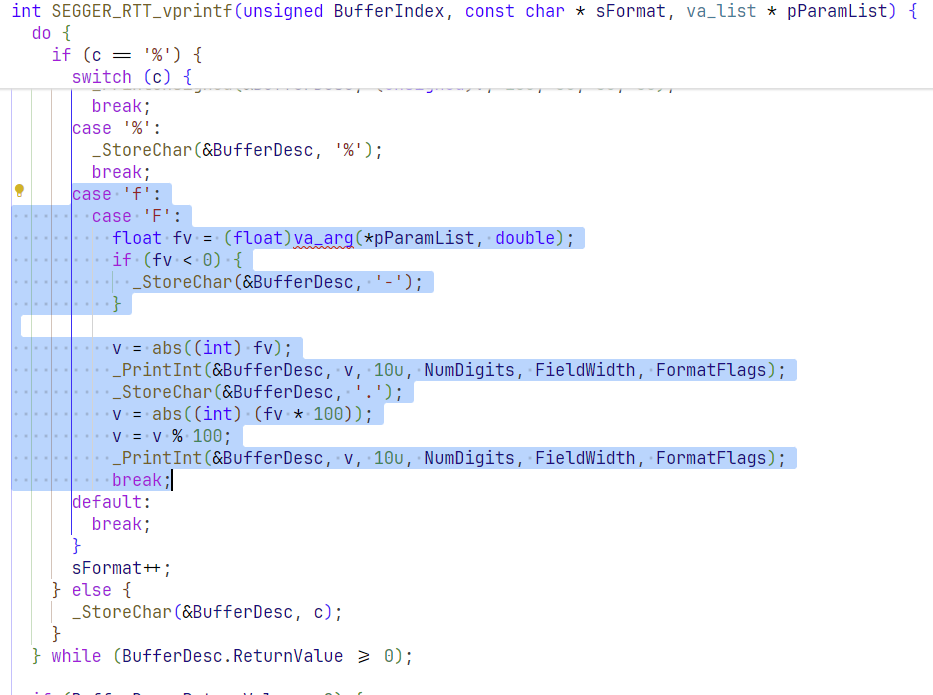 int SEGGER_RTT_vprintf(unsigned BufferIndex, const char * sFormat, va_list * pParamList) {
do {
if (c == '%') {
switch (c) {
break;
case '%':
_StoreChar(&BufferDesc, '%');
break;
case 'f':
case 'F':
float fv = (float)va_arg(*pParamList, double);
if (fv < 0) {
_StoreChar(&BufferDesc, '-');
}
v = abs((int) fv);
_PrintInt(&BufferDesc, v, 10u, NumDigits, FieldWidth, FormatFlags);
_StoreChar(&BufferDesc, '.');
v = abs((int) (fv * 100));
v = v % 100;
_PrintInt(&BufferDesc, v, 10u, NumDigits, FieldWidth, FormatFlags);
break;
default:
break;
}
sFormat++;
} else {
_StoreChar(&BufferDesc, c);
}
} while (BufferDesc.ReturnValue >= 0);